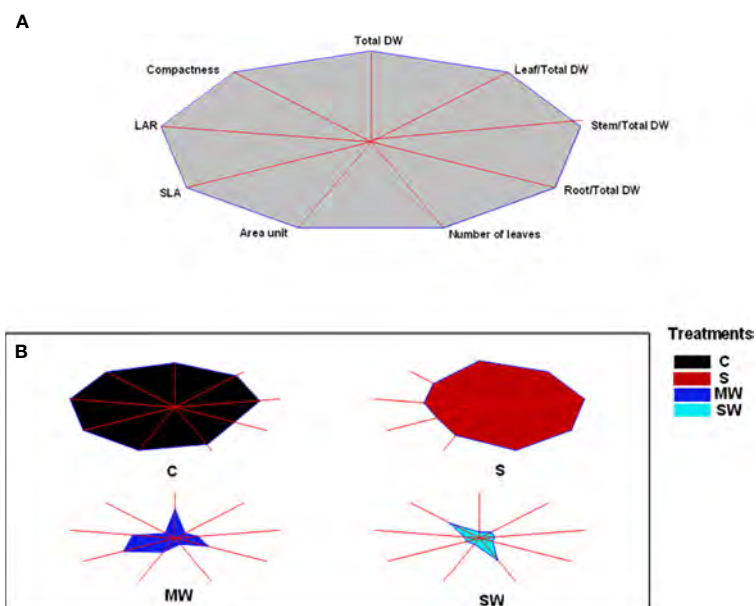 A
Total DW
Compactness
Leaf/Total DW
LAR
Stem/Total DW
SLA
Root/Total DW
Area unit
Number of leaves
B
Treatments
C
S
MW
SW
C
S
MW
SW